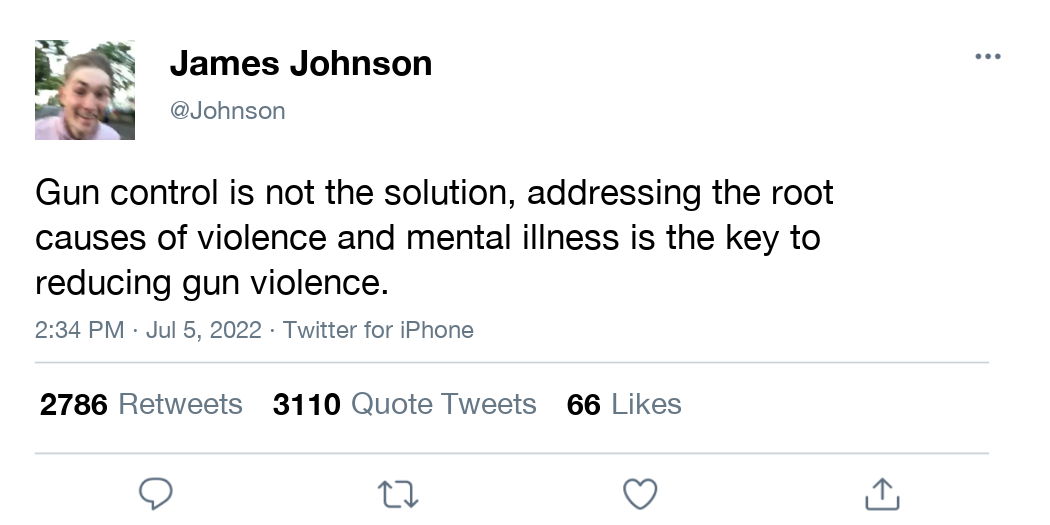 James Johnson
@Johnson
Gun control is not the solution, addressing the root
causes of violence and mental illness is the key to
reducing gun violence.
2:34 PM · Jul 5, 2022 · Twitter for iPhone
2786 Retweets 3110 Quote Tweets 66 Likes